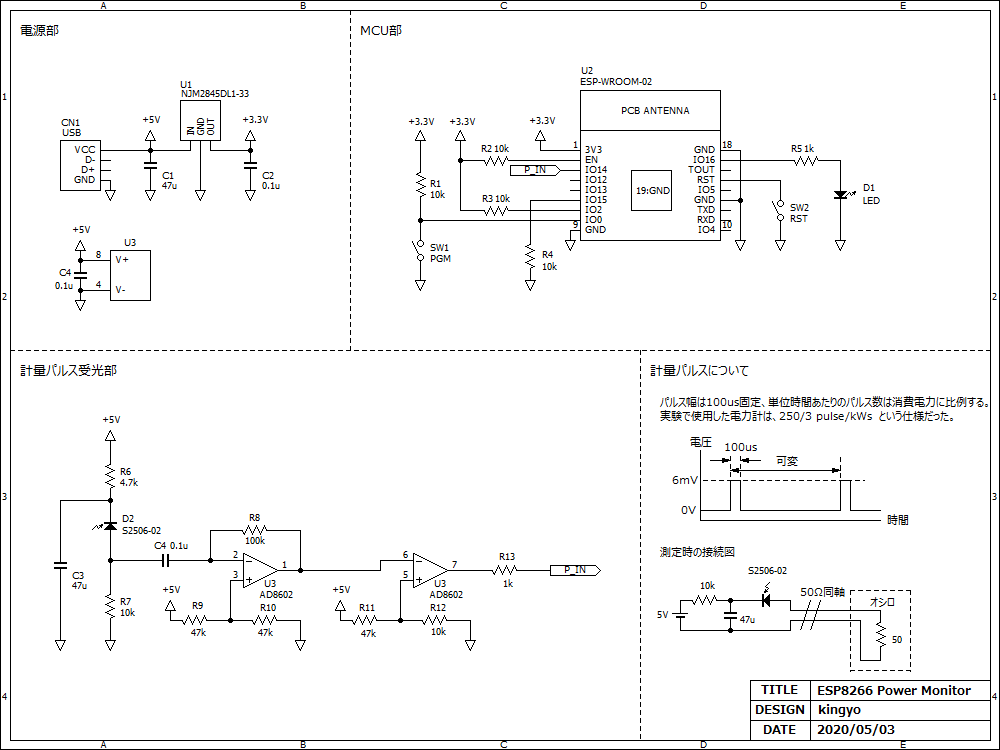 A B C D E
1
2
3
4
電源部
U1
NJM2845DL1-33
CN1
USB
VCC
D-
D+
GND
+5V
IN
GND
OUT
+3.3V
C1
47u
C2
0.1u
+5V
U3
8 V+
C4
0.1u
4 V-
MCU部
U2
ESP-WROOM-02
PCB ANTENNA
+3.3V +3.3V +3.3V
R1
10k
R2 10k
P_IN
R3 10k
SW1
PGM
R4
10k
1
3V3
EN
IO14
IO12
IO13
IO15
IO2
IO0
9
GND
19:GND
18
GND
IO16
TOUT
RST
IO5
GND
TXD
RXD
10
IO4
R5 1k
SW2
RST
D1
LED
計量パルス受光部
+5V
R6
4.7k
D2
S2506-02
C3
47u
C4 0.1u
R7
10k
R8
100k
2
3
1
U3
AD8602
+5V
R9
47k
R10
47k
6
5
7
U3
AD8602
+5V
R11
47k
R12
10k
R13
1k
P_IN
計量パルスについて
パルス幅は100us固定、単位時間あたりのパルス数は消費電力に比例する。
実験で使用した電力計は、250/3 pulse/kWs という仕様だった。
電圧
100us
可変
6mV
0V
時間
測定時の接続図
S2506-02
10k
50Ω同軸
オシロ
5V
47u
50
TITLE ESP8266 Power Monitor
DESIGN kingyo
DATE 2020/05/03
1
2
3
4
A B C D E